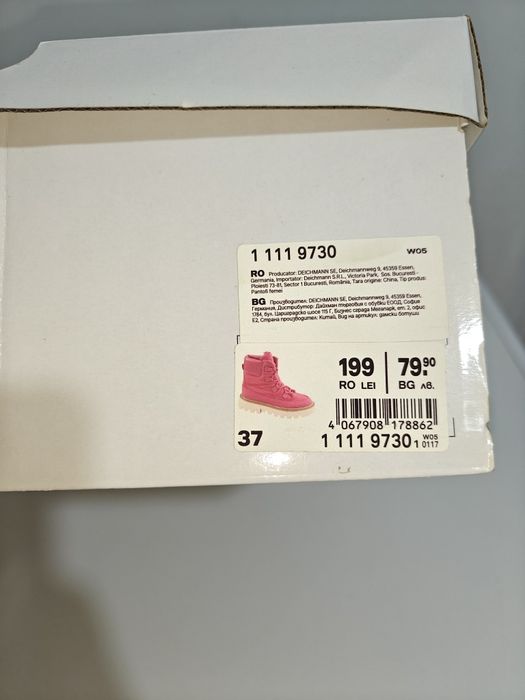 1 111 9730 W05
RO Producator: DEICHMANN SE, Deichmannweg 9, 45359 Essen,
Germania, Importator: Deichmann S.R.L., Victoria Park, Sos. Bucuresti -
Ploiesti 73-81, Sector 1 Bucuresti, România, Tara origine: China, Tip produs:
Pantofi femei
BG Производител: DEICHMANN SE, Deichmannweg 9, 45359 Essen,
Германия, Дистрибутор: Дайхман търговия с обувки ЕООД, София
1784, бул. Цариградско шосе 115 Г, Бизнес сграда Мегапарк, ет. 2, офис
Е2, Страна производител: Китай, Вид на артикул: дамски ботуши
199 79.90
RO LEI BG лв.
4 067908 178862
37 1 111 9730 1 W05
0117